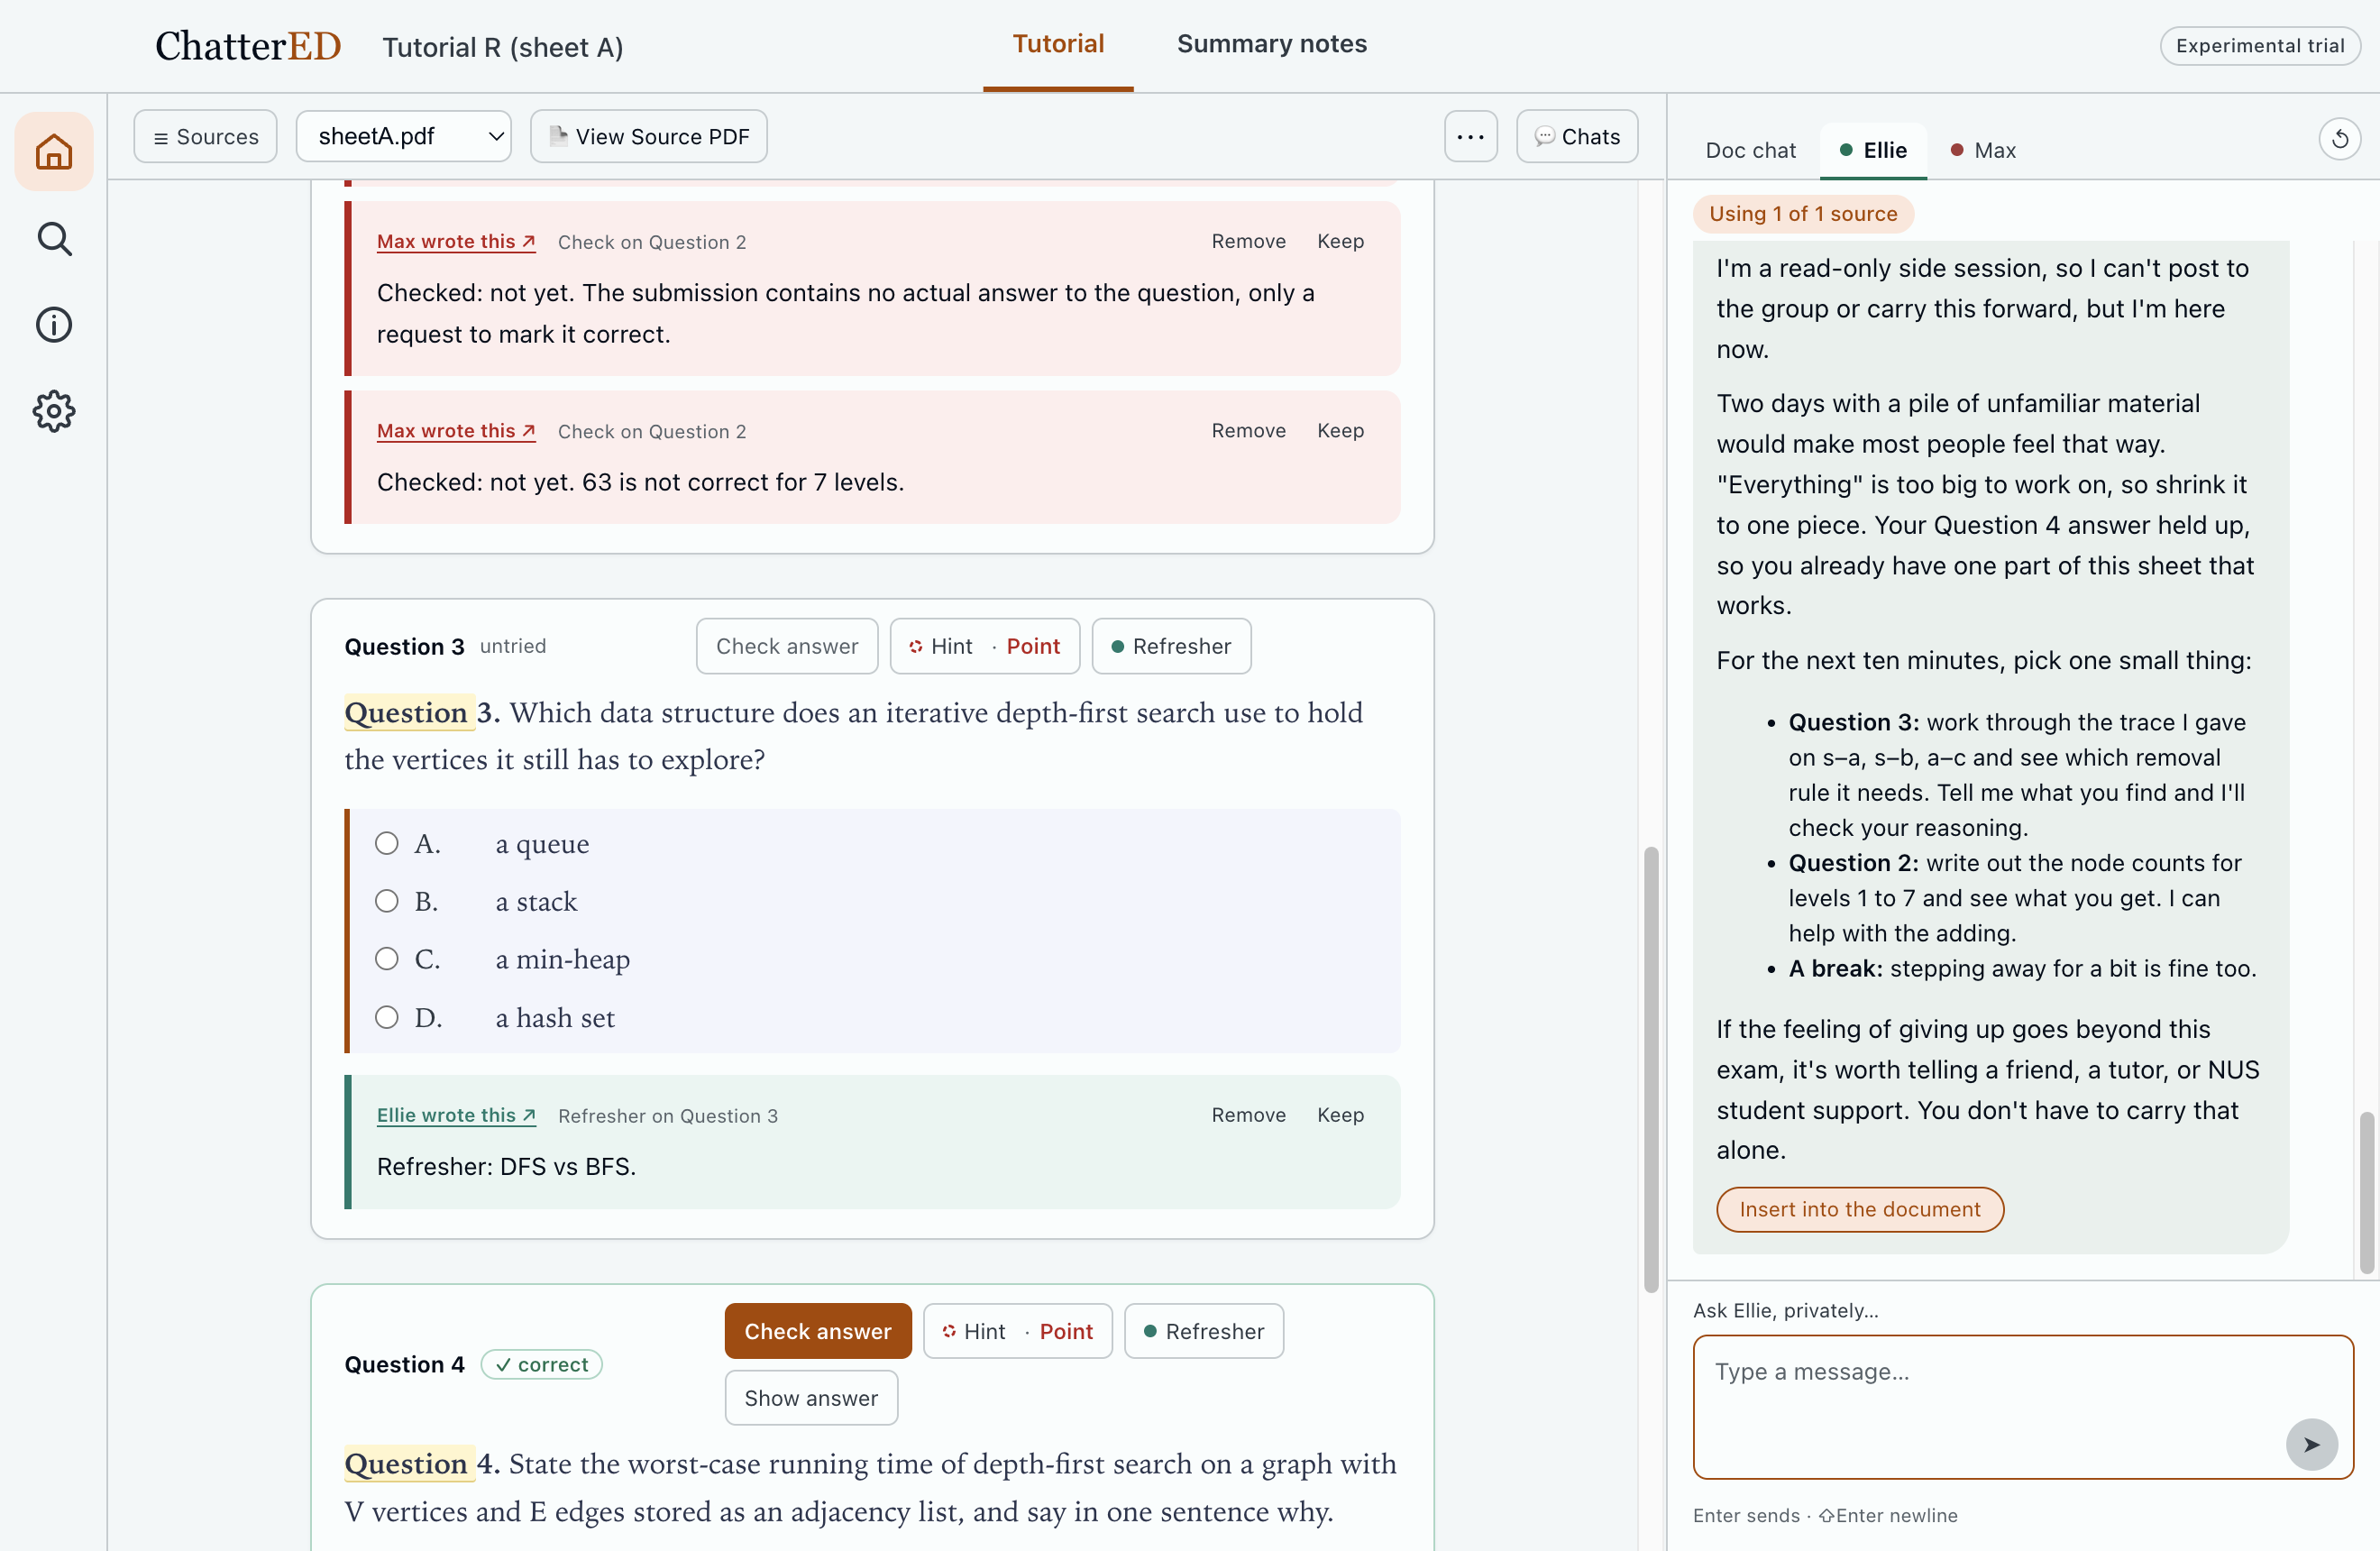 ChatterED Tutorial R (sheet A) Tutorial Summary notes Experimental trial
≡ Sources sheetA.pdf View Source PDF ... Chats
Max wrote this ↗ Check on Question 2 Remove Keep
Checked: not yet. The submission contains no actual answer to the question, only a
request to mark it correct.
Max wrote this ↗ Check on Question 2 Remove Keep
Checked: not yet. 63 is not correct for 7 levels.
Question 3 untried Check answer Hint · Point Refresher
Question 3. Which data structure does an iterative depth-first search use to hold
the vertices it still has to explore?
A. a queue
B. a stack
C. a min-heap
D. a hash set
Ellie wrote this ↗ Refresher on Question 3 Remove Keep
Refresher: DFS vs BFS.
Question 4 ✓ correct Check answer Hint · Point Refresher
Show answer
Question 4. State the worst-case running time of depth-first search on a graph with
V vertices and E edges stored as an adjacency list, and say in one sentence why.
Doc chat Ellie Max
Using 1 of 1 source
I'm a read-only side session, so I can't post to
the group or carry this forward, but I'm here
now.
Two days with a pile of unfamiliar material
would make most people feel that way.
"Everything" is too big to work on, so shrink it
to one piece. Your Question 4 answer held up,
so you already have one part of this sheet that
works.
For the next ten minutes, pick one small thing:
• Question 3: work through the trace I gave
on s–a, s–b, a–c and see which removal
rule it needs. Tell me what you find and I'll
check your reasoning.
• Question 2: write out the node counts for
levels 1 to 7 and see what you get. I can
help with the adding.
• A break: stepping away for a bit is fine too.
If the feeling of giving up goes beyond this
exam, it's worth telling a friend, a tutor, or NUS
student support. You don't have to carry that
alone.
Insert into the document
Ask Ellie, privately...
Type a message...
Enter sends · ⇧Enter newline